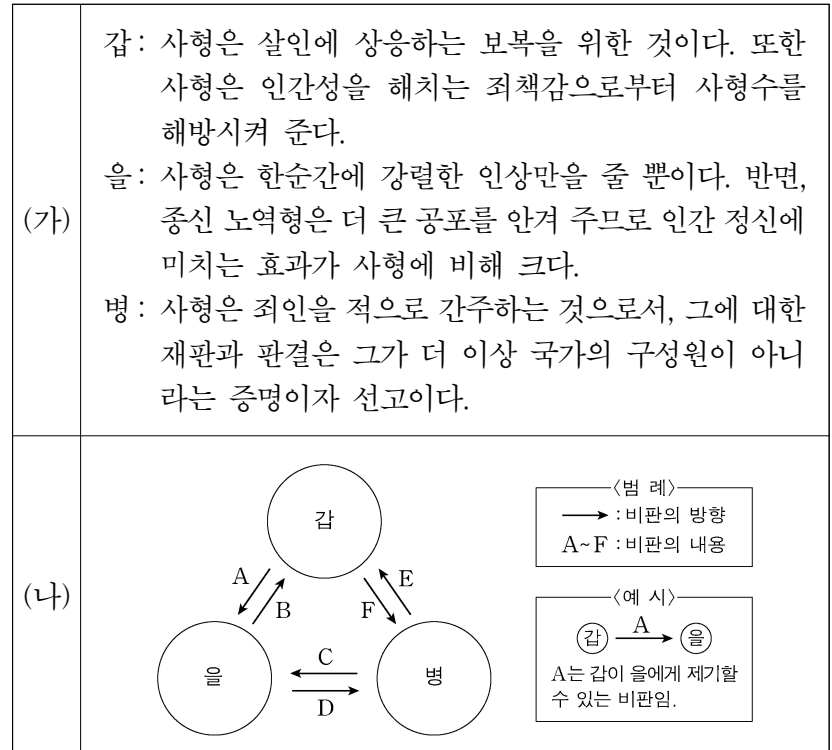 (가)
갑: 사형은 살인에 상응하는 보복을 위한 것이다. 또한
사형은 인간성을 해치는 죄책감으로부터 사형수를
해방시켜 준다.
을: 사형은 한순간에 강렬한 인상만을 줄 뿐이다. 반면,
종신 노역형은 더 큰 공포를 안겨 주므로 인간 정신에
미치는 효과가 사형에 비해 크다.
병: 사형은 죄인을 적으로 간주하는 것으로서, 그에 대한
재판과 판결은 그가 더 이상 국가의 구성원이 아니
라는 증명이자 선고이다.
(나)
갑
A
B
F
E
을
C
D
병
〈범 례〉
: 비판의 방향
A~F : 비판의 내용
〈예 시〉
갑 A 을
A는 갑이 을에게 제기할
수 있는 비판임.